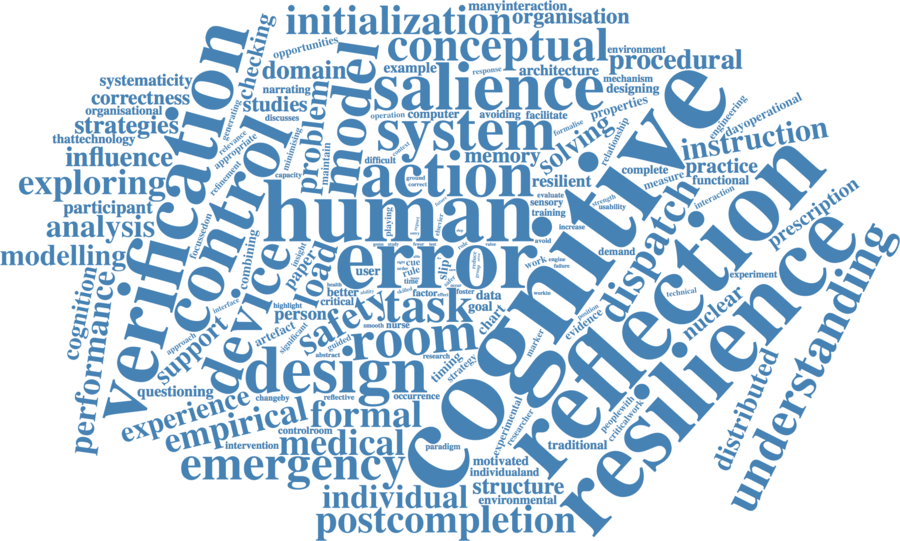 manyinteraction
initialization
organisation
opportunities
conceptual
environment
checking
domain
example
response
architecture
procedural
systematicity
narrating
salience
mechanism
designing
correctness
studies
model
organisational
discusses
operation
computer
avoiding
facilitate
properties
strategies
generating
problem
system
formalise
engineering
thattechnology
relevance
minimising
context
solving
relationship
dayoperational
verification
appropriate
maintain
difficult
memory
instruction
influence
refinement
control
capacity
action
resilient
complete
practice
exploring
ground
correct
evaluate
measure
functional
cognitive
participant
human
sensory
training
strength
usability
interaction
analysis
focussedon
playing
increase
dispatch
prescription
modelling
combining
insight
error
avoid
demand
reflection
cognition
device
paper
load
user
cue
rule
time
slip
work
engine
failure
experiment
performance
interface
highlight
better
critical
factor
foster
data
goal
workin
technical
resilience
understanding
support
approach
artefact
person
safety
task
chart
position
evidence
nuclear
significant
smooth
nurse
guided
room
marker
questioning
abstract
research
timing
strategy
design
distributed
experience
changeby
reflective
occurrence
empirical
formal
experimental
researcher
peoplewith
criticalwork
controlroom
intervention
medical
paradigm
traditional
emergency
motivated
individualand
individual
structure
environmental
postcompletion